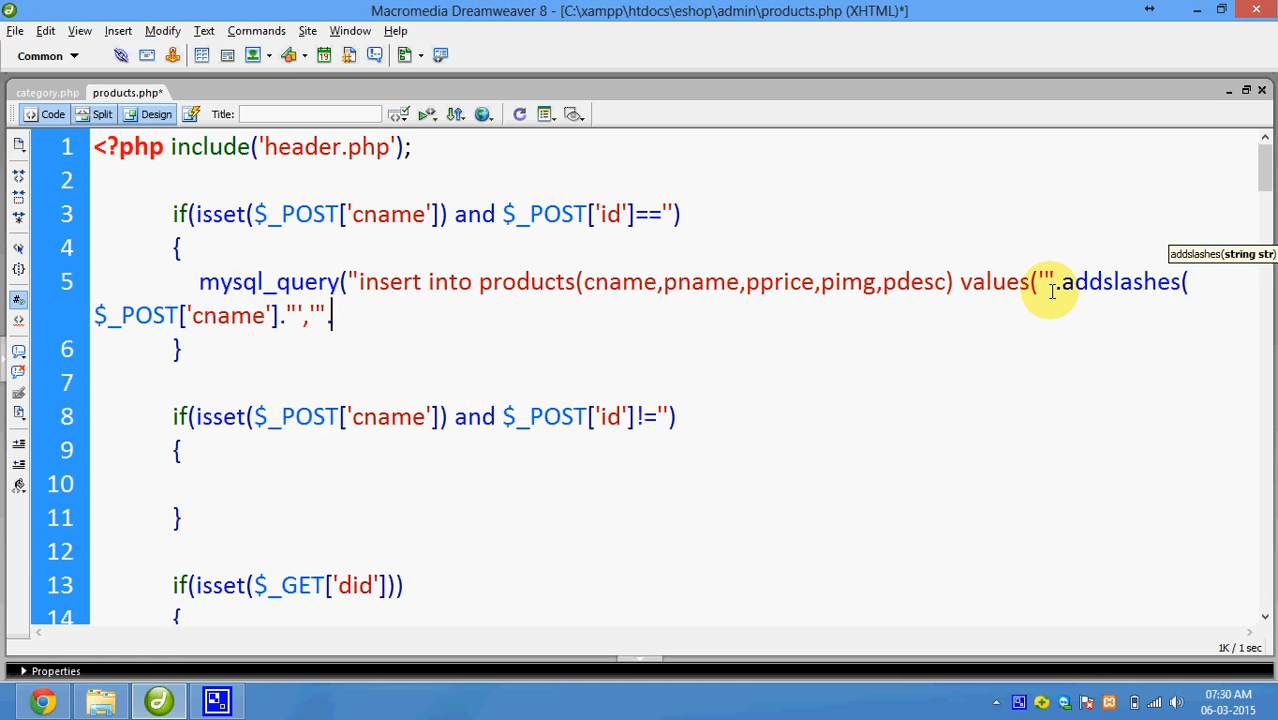 Macromedia Dreamweaver 8 - [C:\xampp\htdocs\eshop\admin\products.php (XHTML)*]
File Edit View Insert Modify Text Commands Site Window Help
Common
category.php products.php*
Code Split Design Title:
1 <?php include('header.php');
2
3 if(isset($_POST['cname']) and $_POST['id']=='')
4 {
addslashes(string str)
5 mysql_query("insert into products(cname,pname,pprice,pimg,pdesc) values('".addslashes(
$_POST['cname']."','".
6 }
7
8 if(isset($_POST['cname']) and $_POST['id']!='')
9 {
10
11 }
12
13 if(isset($_GET['did']))
14 {
1K / 1 sec
Properties
07:30 AM
06-03-2015